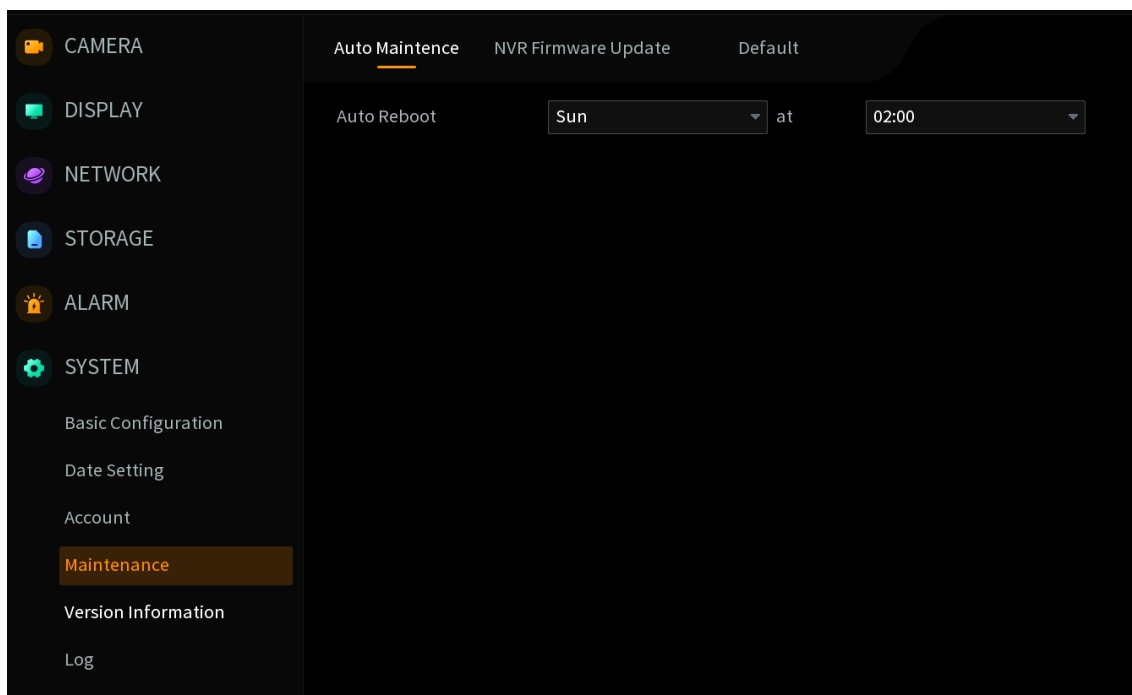 CAMERA
DISPLAY
NETWORK
STORAGE
ALARM
SYSTEM
Basic Configuration
Date Setting
Account
Maintenance
Version Information
Log
Auto Maintence NVR Firmware Update Default
Auto Reboot Sun at 02:00